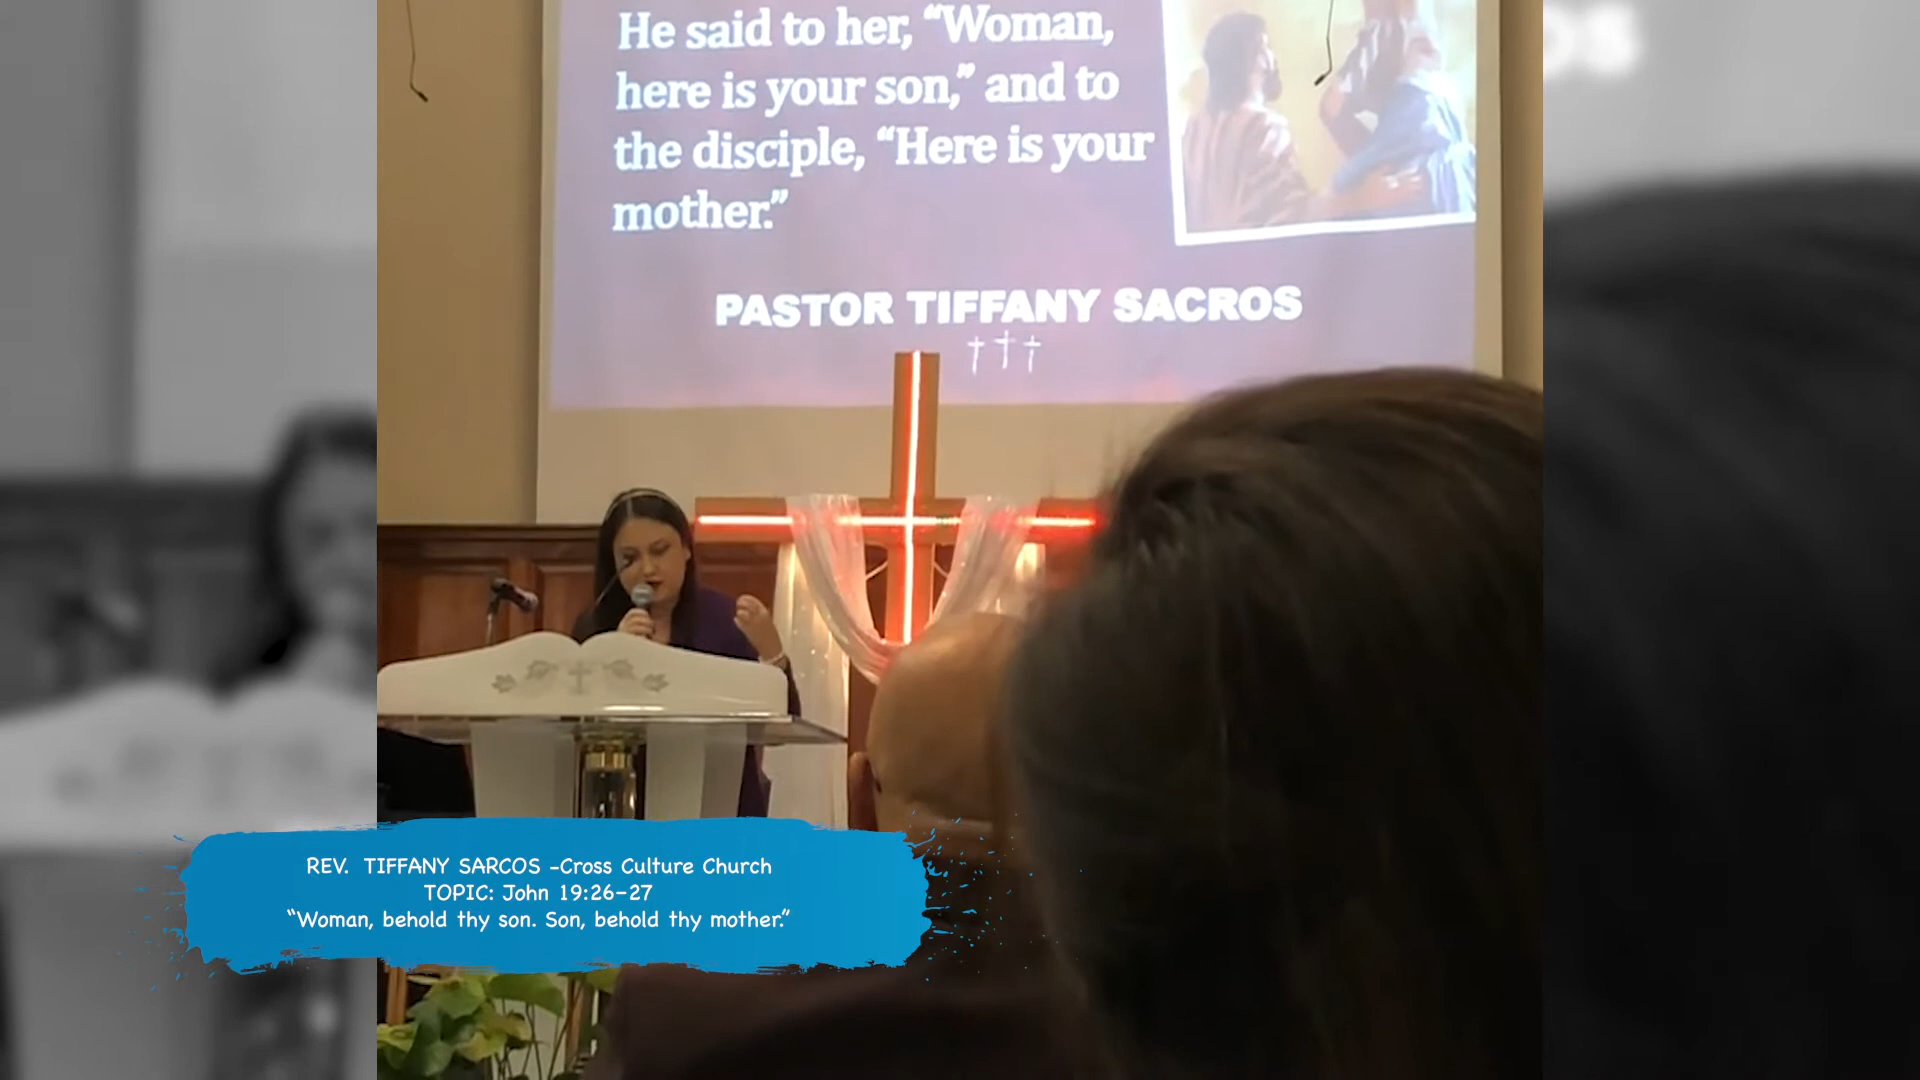 He said to her, “Woman,
here is your son,” and to
the disciple, “Here is your
mother.”
PASTOR TIFFANY SACROS
REV. TIFFANY SARCOS -Cross Culture Church
TOPIC: John 19:26-27
“Woman, behold thy son. Son, behold thy mother.”